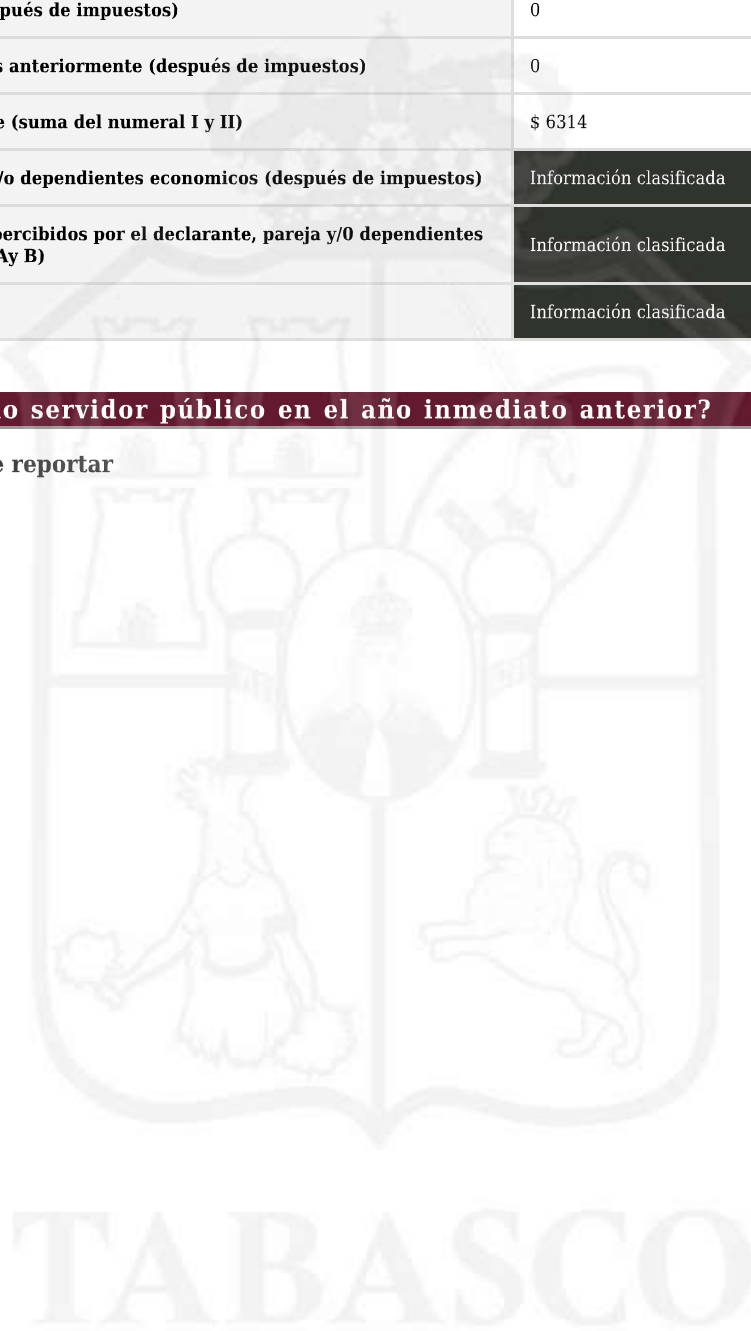 pués de impuestos)
0
s anteriormente (después de impuestos)
0
e (suma del numeral I y II)
$ 6314
/o dependientes economicos (después de impuestos)
Información clasificada
percibidos por el declarante, pareja y/0 dependientes
Ay B)
Información clasificada
Información clasificada
o servidor público en el año inmediato anterior?
e reportar
TABASCO